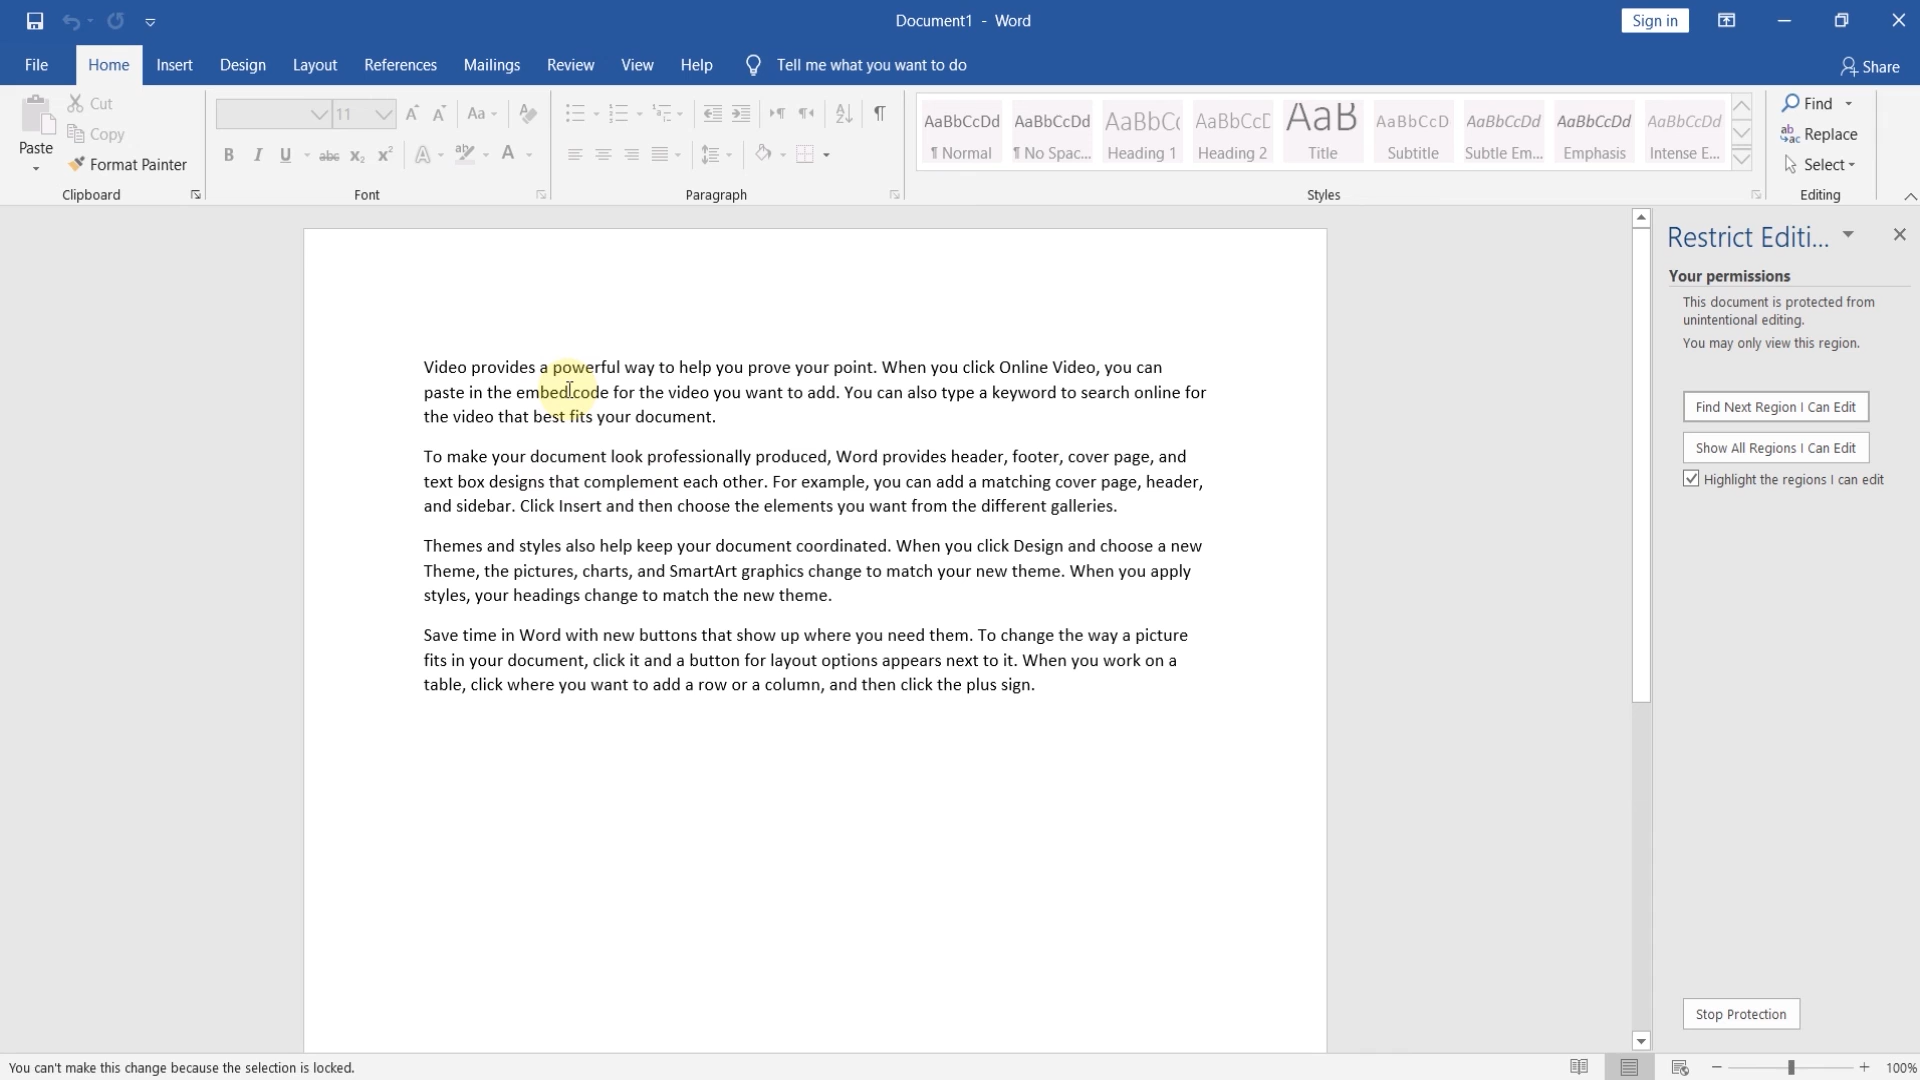 Document1 - Word
Sign in
File Home Insert Design Layout References Mailings Review View Help Tell me what you want to do
Share
Paste
Cut
Copy
Format Painter
Clipboard
11
Aa
B I U abc x₂ x² A ab A
Font
Paragraph
AaBbCcDd AaBbCcDd AaBbC( AaBbCcC AaB AaBbCcD AaBbCcDd AaBbCcDd AaBbCcDd
¶ Normal ¶ No Spac... Heading 1 Heading 2 Title Subtitle Subtle Em... Emphasis Intense E...
Styles
Find
Replace
Select
Editing
Video provides a powerful way to help you prove your point. When you click Online Video, you can
paste in the embed code for the video you want to add. You can also type a keyword to search online for
the video that best fits your document.
To make your document look professionally produced, Word provides header, footer, cover page, and
text box designs that complement each other. For example, you can add a matching cover page, header,
and sidebar. Click Insert and then choose the elements you want from the different galleries.
Themes and styles also help keep your document coordinated. When you click Design and choose a new
Theme, the pictures, charts, and SmartArt graphics change to match your new theme. When you apply
styles, your headings change to match the new theme.
Save time in Word with new buttons that show up where you need them. To change the way a picture
fits in your document, click it and a button for layout options appears next to it. When you work on a
table, click where you want to add a row or a column, and then click the plus sign.
Restrict Editi...
Your permissions
This document is protected from
unintentional editing.
You may only view this region.
Find Next Region I Can Edit
Show All Regions I Can Edit
Highlight the regions I can edit
Stop Protection
You can't make this change because the selection is locked.
100%